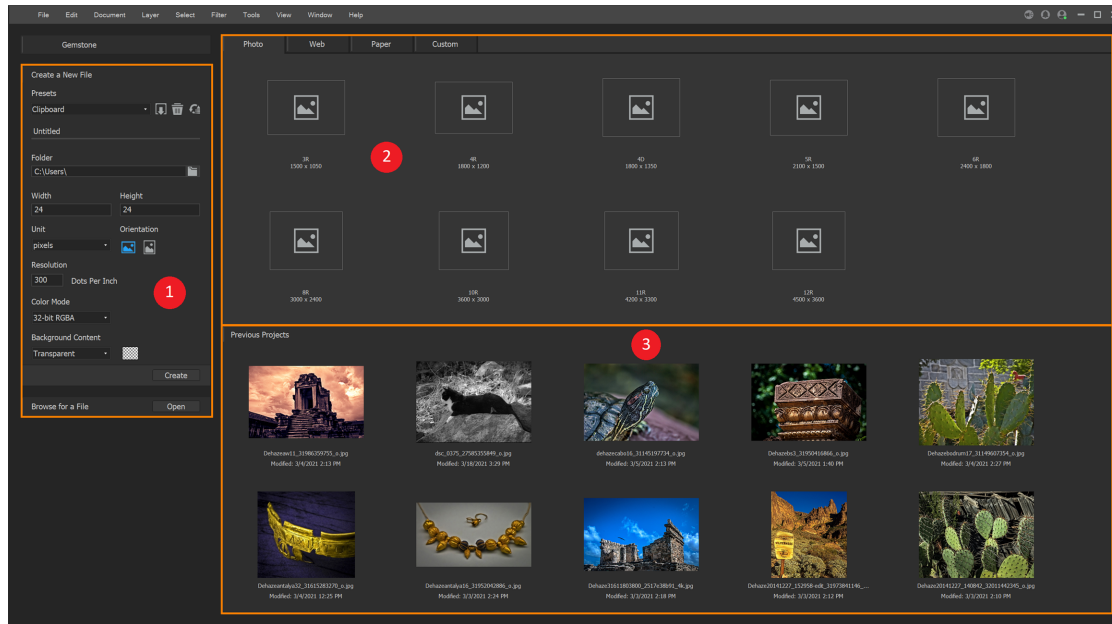 File Edit Document Layer Select Filter Tools View Window Help
Gemstone
Create a New File
Presets
Clipboard
Untitled
Folder
C:\Users\
Width Height
24 24
Unit Orientation
pixels
Resolution
300 Dots Per Inch
1
Color Mode
32-bit RGBA
Background Content
Transparent
Create
Browse for a File Open
Photo Web Paper Custom
2
3R 4R 4D 5R 6R
1500 x 1050 1800 x 1200 1800 x 1350 2100 x 1500 2400 x 1800
8R 10R 11R 12R
3000 x 2400 3600 x 3000 4200 x 3300 4500 x 3600
Previous Projects
3
Dehazenaw11_31986359755_o.jpg dsc_0375_27585355849_o.jpg dehazecabo16_31145197734_o.jpg Dehazebs3_31950416866_o.jpg Dehazebodrum17_31149607354_o.jpg
Modified: 3/4/2021 2:13 PM Modified: 3/18/2021 3:29 PM Modified: 3/5/2021 2:13 PM Modified: 3/5/2021 1:40 PM Modified: 3/4/2021 2:27 PM
Dehazeantalya32_31615283270_o.jpg Dehazeantalya16_31952042886_o.jpg Dehaze31611803800_2517e38b91_4k.jpg Dehaze20141227_152958-edit_31973841146_... Dehaze20141227_140842_32011442345_o.jpg
Modified: 3/4/2021 12:25 PM Modified: 3/3/2021 2:24 PM Modified: 3/3/2021 2:18 PM Modified: 3/3/2021 2:12 PM Modified: 3/3/2021 2:10 PM